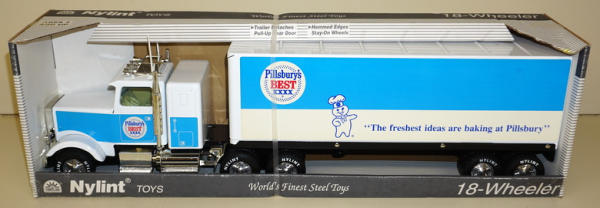 World's Finest Steel Toys
18-Wheeler
Trailer Detaches
Pull-Up Rear Door
Hemmed Edges
Stay-On Wheels
Pillsbury's
BEST
XXXX
Pillsbury's
BEST
XXXX
"The freshest ideas are baking at Pillsbury"
NYLINT
NYLINT
NYLINT
NYLINT
Nylint® TOYS
World's Finest Steel Toys
18-Wheeler